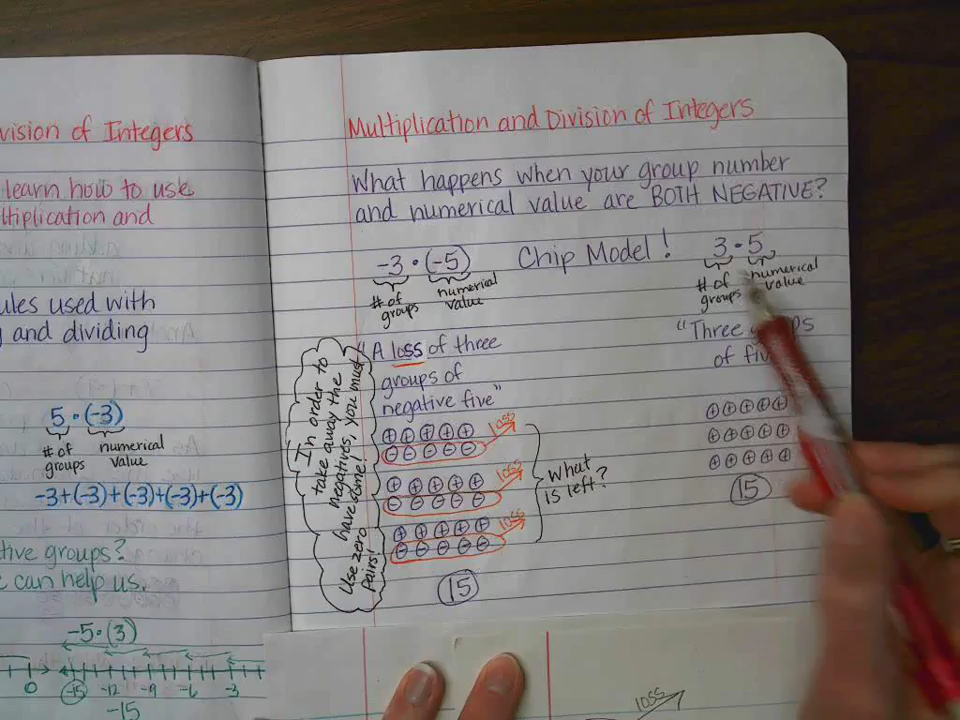 vision of Integers
learn how to use
ltiplication and
ules used with
g and dividing
5 · (-3)
# of groups
numerical value
-3+(-3)+(-3)+(-3)+(-3)
tive groups?
can help us.
-5·(3)
-15 -12 -9 -6 -3
0
-15
Multiplication and Division of Integers
What happens when your group number
and numerical value are BOTH NEGATIVE?
-3 · (-5)
# of groups
numerical value
Chip Model!
3 · 5
# of groups
numerical value
"A loss of three
groups of
negative five"
In order to
take away the
negatives, you must
have some!
Use zero
pairs!
loss
loss
loss
What
is left?
15
"Three
of fiv
15
loss